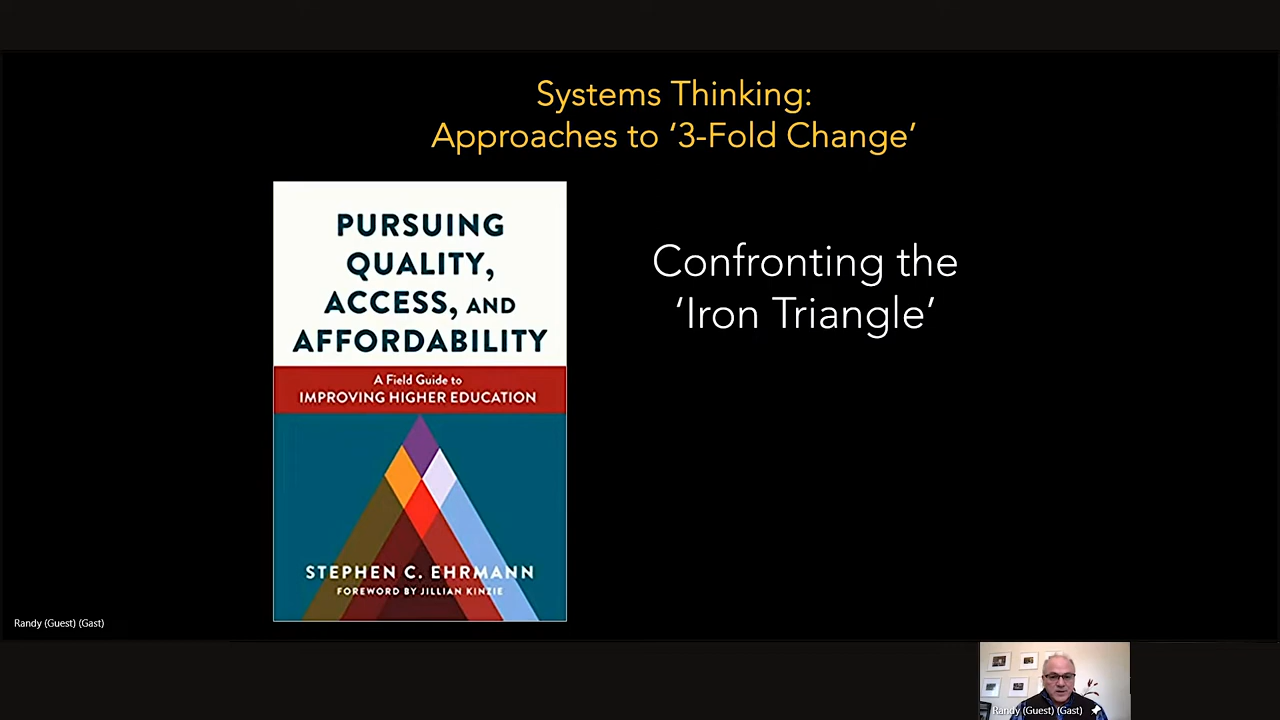 Systems Thinking:
Approaches to ‘3-Fold Change’
PURSUING
QUALITY,
ACCESS, AND
AFFORDABILITY
A Field Guide to
IMPROVING HIGHER EDUCATION
STEPHEN C. EHRMANN
FOREWORD BY JILLIAN KINZIE
Confronting the
‘Iron Triangle’
Randy (Guest) (Gast)
Randy (Guest) (Gast)